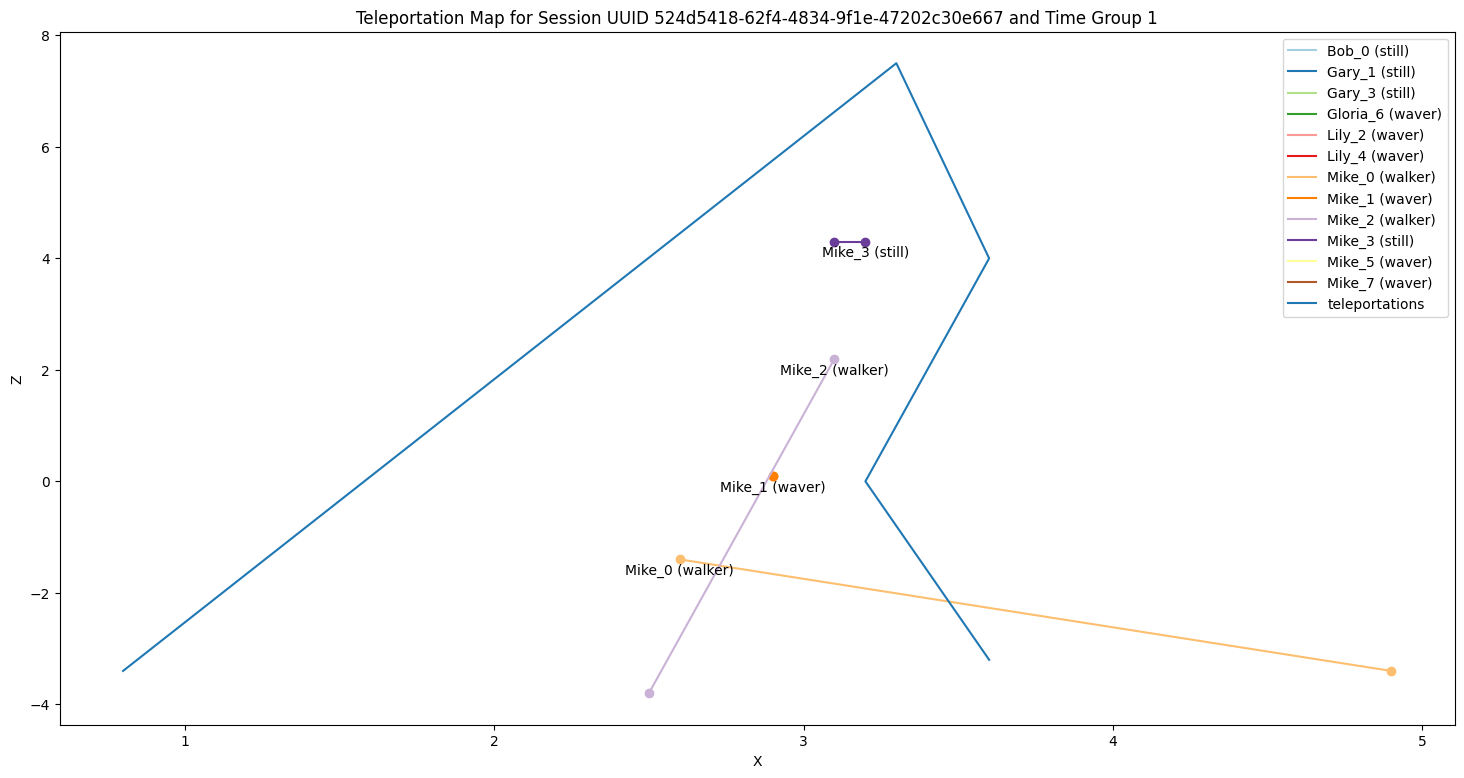 Teleportation Map for Session UUID 524d5418-62f4-4834-9f1e-47202c30e667 and Time Group 1
Z
8
6
4
2
0
−2
−4
Mike_3 (still)
Mike_2 (walker)
Mike_1 (waver)
Mike_0 (walker)
Bob_0 (still)
Gary_1 (still)
Gary_3 (still)
Gloria_6 (waver)
Lily_2 (waver)
Lily_4 (waver)
Mike_0 (walker)
Mike_1 (waver)
Mike_2 (walker)
Mike_3 (still)
Mike_5 (waver)
Mike_7 (waver)
teleportations
1 2 3 4 5
X